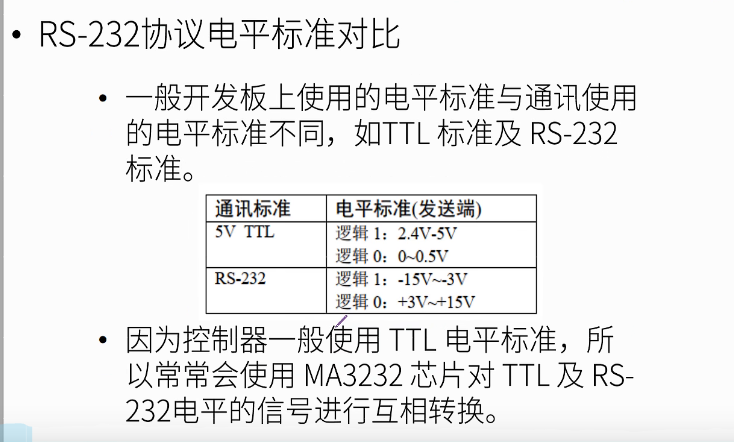 • RS-232协议电平标准对比
• 一般开发板上使用的电平标准与通讯使用
的电平标准不同，如TTL 标准及 RS-232
标准。
通讯标准 电平标准(发送端)
5V TTL 逻辑 1：2.4V-5V
逻辑 0：0~0.5V
RS-232 逻辑 1：-15V~-3V
逻辑 0：+3V~+15V
• 因为控制器一般使用 TTL 电平标准，所
以常常会使用 MA3232 芯片对 TTL 及 RS-
232电平的信号进行互相转换。